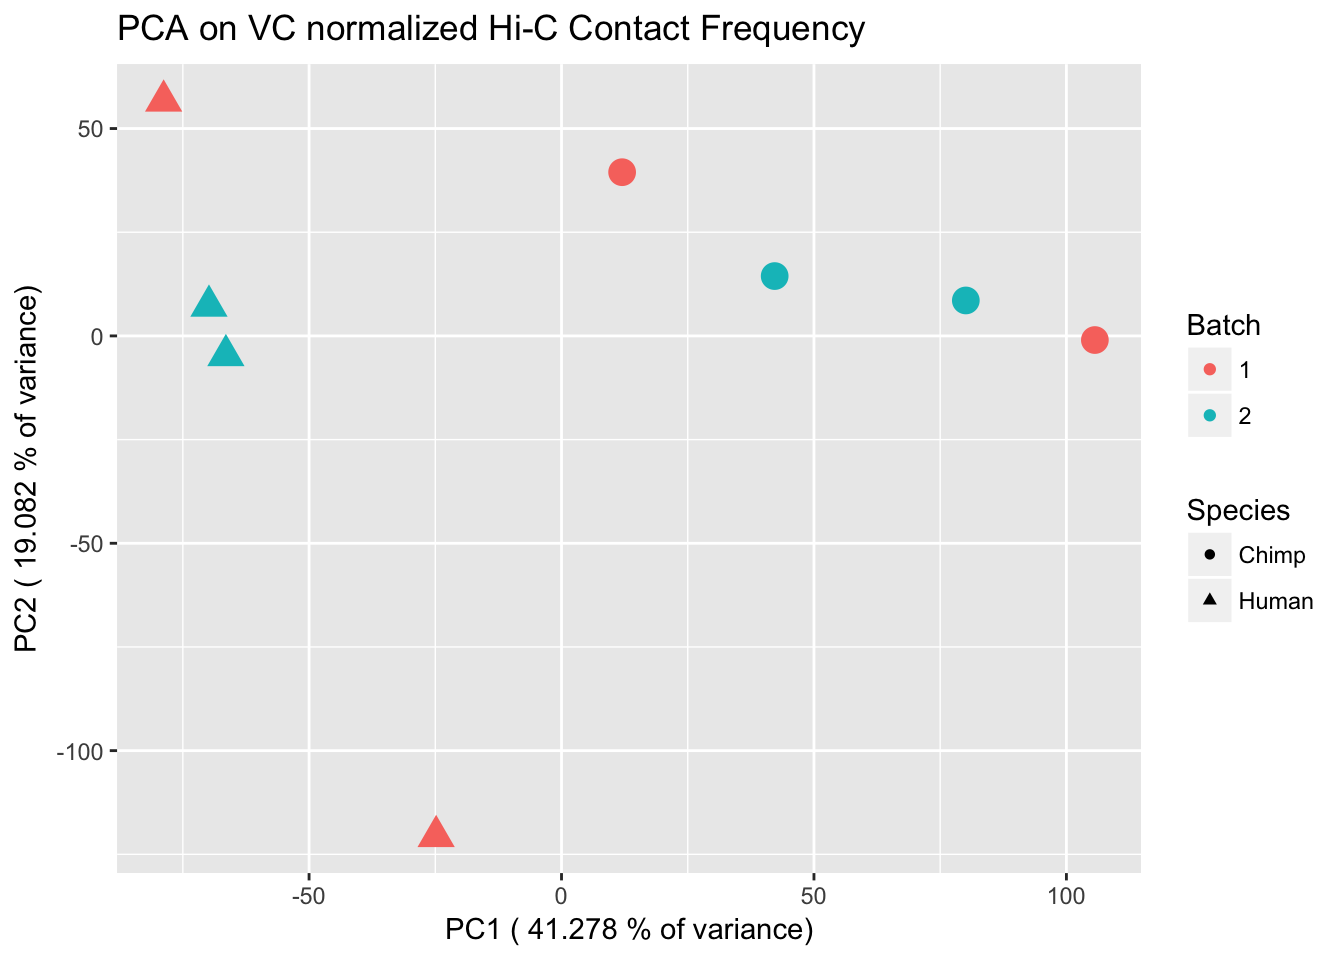 PCA on VC normalized Hi-C Contact Frequency
PC2 ( 19.082 % of variance)
50
0
-50
-100
-50
0
50
100
PC1 ( 41.278 % of variance)
Batch
1
2
Species
Chimp
Human